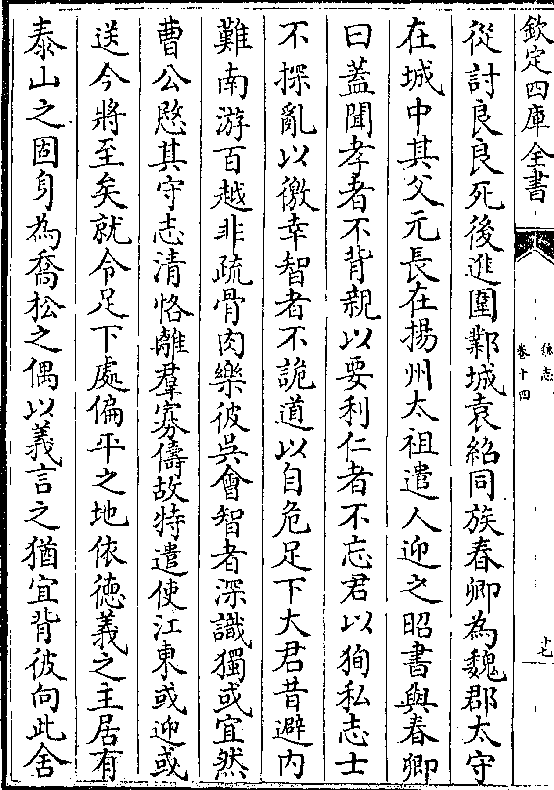 欽定四庫全書
魏志
卷十四
十七
從討良良死後進圍鄴城袁紹同族春卿為魏郡太守
在城中其父元長在揚州太祖遣人迎之昭書與春卿
曰蓋聞孝者不背親以要利仁者不忘君以狥私志士
不探亂以徼幸智者不詭道以自危足下大君昔避内
難南游百越非疏骨肉樂彼吳會智者深識獨或宜然
曹公愍其守志清恪離羣寡儔故特遣使江東或迎或
送今將至矣就令足下處偏平之地依徳義之主居有
泰山之固身為喬松之偶以義言之猶宜背彼向此舍